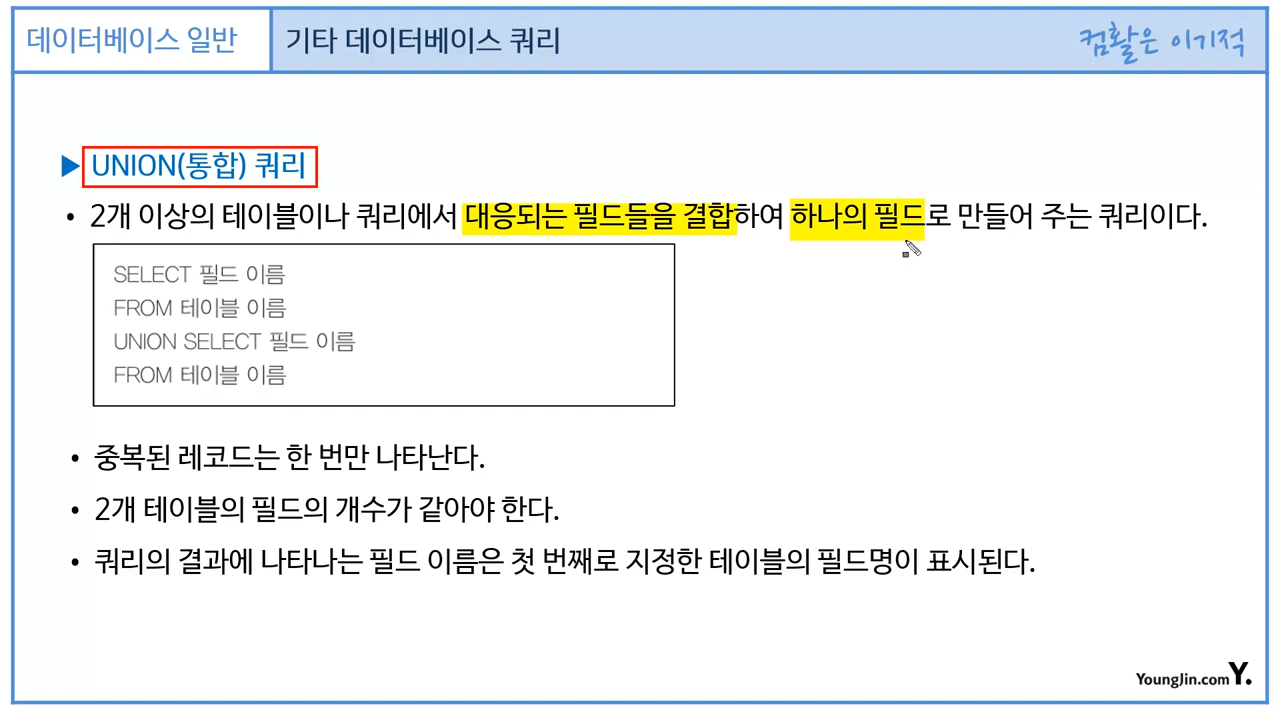 데이터베이스 일반
기타 데이터베이스 쿼리
컴활은 이기적
▶ UNION(통합) 쿼리
• 2개 이상의 테이블이나 쿼리에서 대응되는 필드들을 결합하여 하나의 필드로 만들어 주는 쿼리이다.
SELECT 필드 이름
FROM 테이블 이름
UNION SELECT 필드 이름
FROM 테이블 이름
• 중복된 레코드는 한 번만 나타난다.
• 2개 테이블의 필드의 개수가 같아야 한다.
• 쿼리의 결과에 나타나는 필드 이름은 첫 번째로 지정한 테이블의 필드명이 표시된다.
YoungJin.com Y.